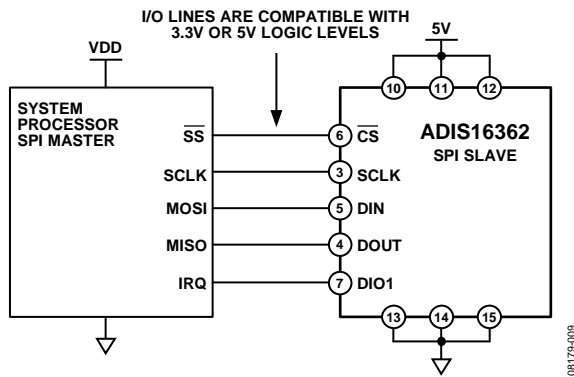 I/O LINES ARE COMPATIBLE WITH
3.3V OR 5V LOGIC LEVELS
VDD
5V
10
11
12
SYSTEM
PROCESSOR
SPI MASTER
ADIS16362
SPI SLAVE
SS
6
CS
SCLK
3
SCLK
MOSI
5
DIN
MISO
4
DOUT
IRQ
7
DIO1
13
14
15
08179-009